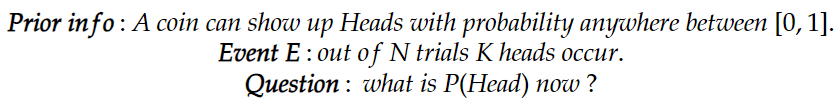 Prior info : A coin can show up Heads with probability anywhere between [0, 1].
Event E : out of N trials K heads occur.
Question : what is P(Head) now ?